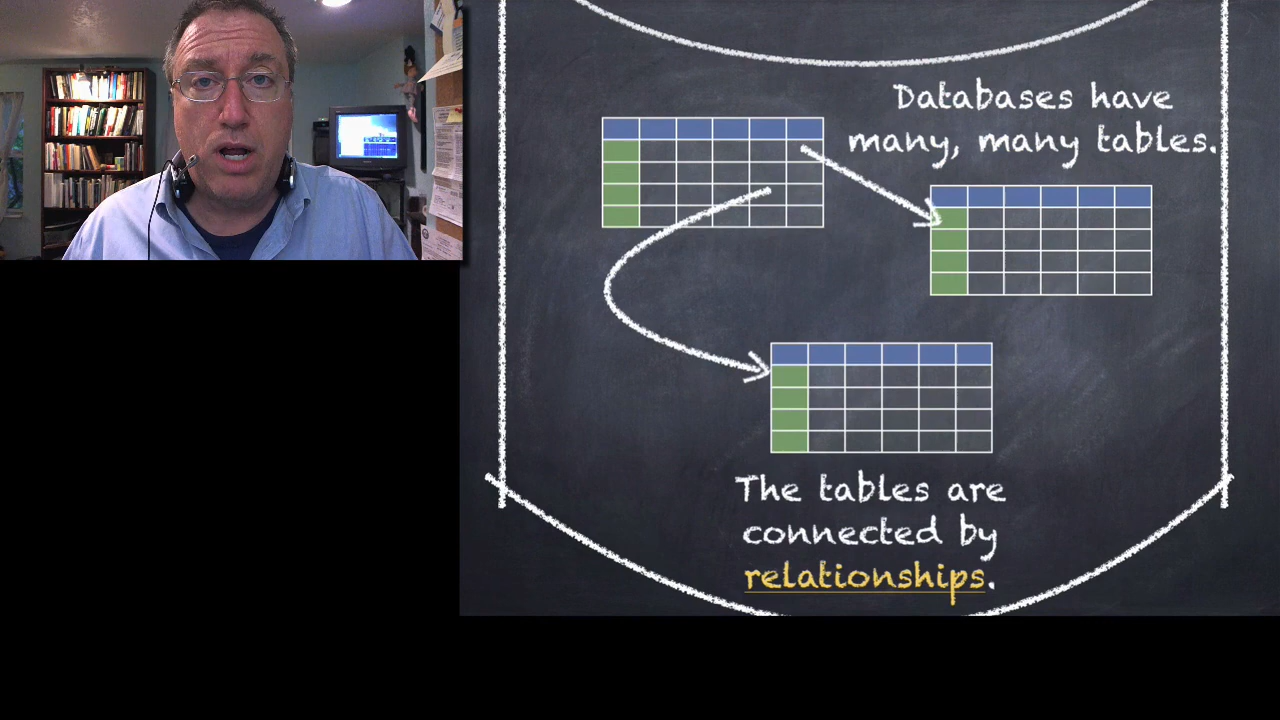 Databases have
many, many tables.
The tables are
connected by
relationships.